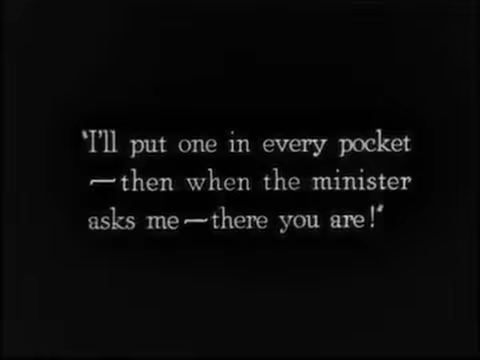 "I'll put one in every pocket
—then when the minister
asks me—there you are!"